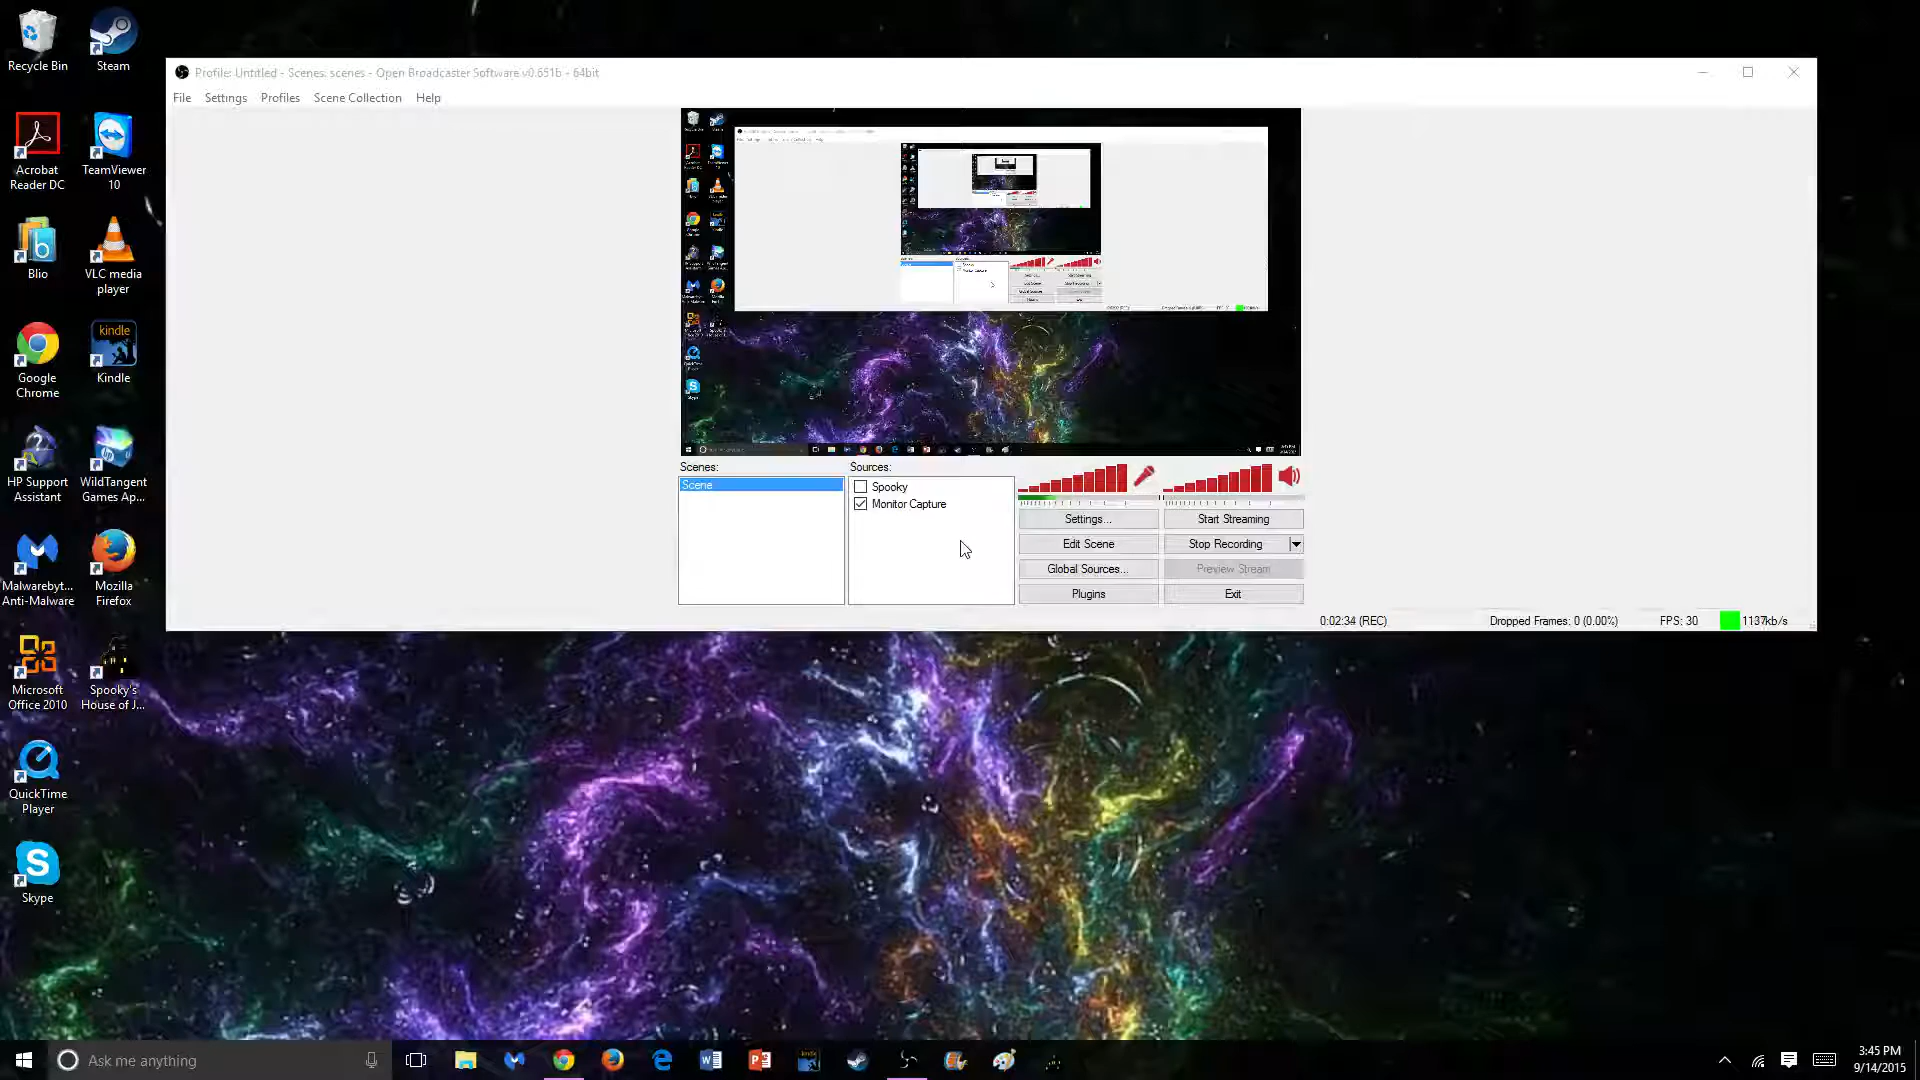 Recycle Bin
Steam
Profile: Untitled - Scenes: scenes - Open Broadcaster Software v0.651b - 64bit
File Settings Profiles Scene Collection Help
Acrobat
Reader DC
TeamViewer
10
Blio
VLC media
player
Google
Chrome
kindle
Kindle
HP Support
Assistant
WildTangent
Games Ap...
Malwarebyt...
Anti-Malware
Mozilla
Firefox
Microsoft
Office 2010
Spooky's
House of J...
QuickTime
Player
Skype
Scenes:
Scene
Sources:
Spooky
Monitor Capture
Settings...
Start Streaming
Edit Scene
Stop Recording
Global Sources...
Preview Stream
Plugins
Exit
0:02:34 (REC)
Dropped Frames: 0 (0.00%)
FPS: 30
1137kb/s
Ask me anything
3:45 PM
9/14/2015